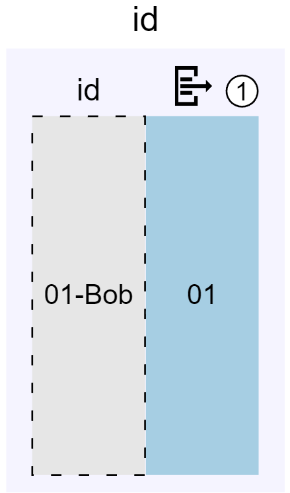 id
id ①
01-Bob 01